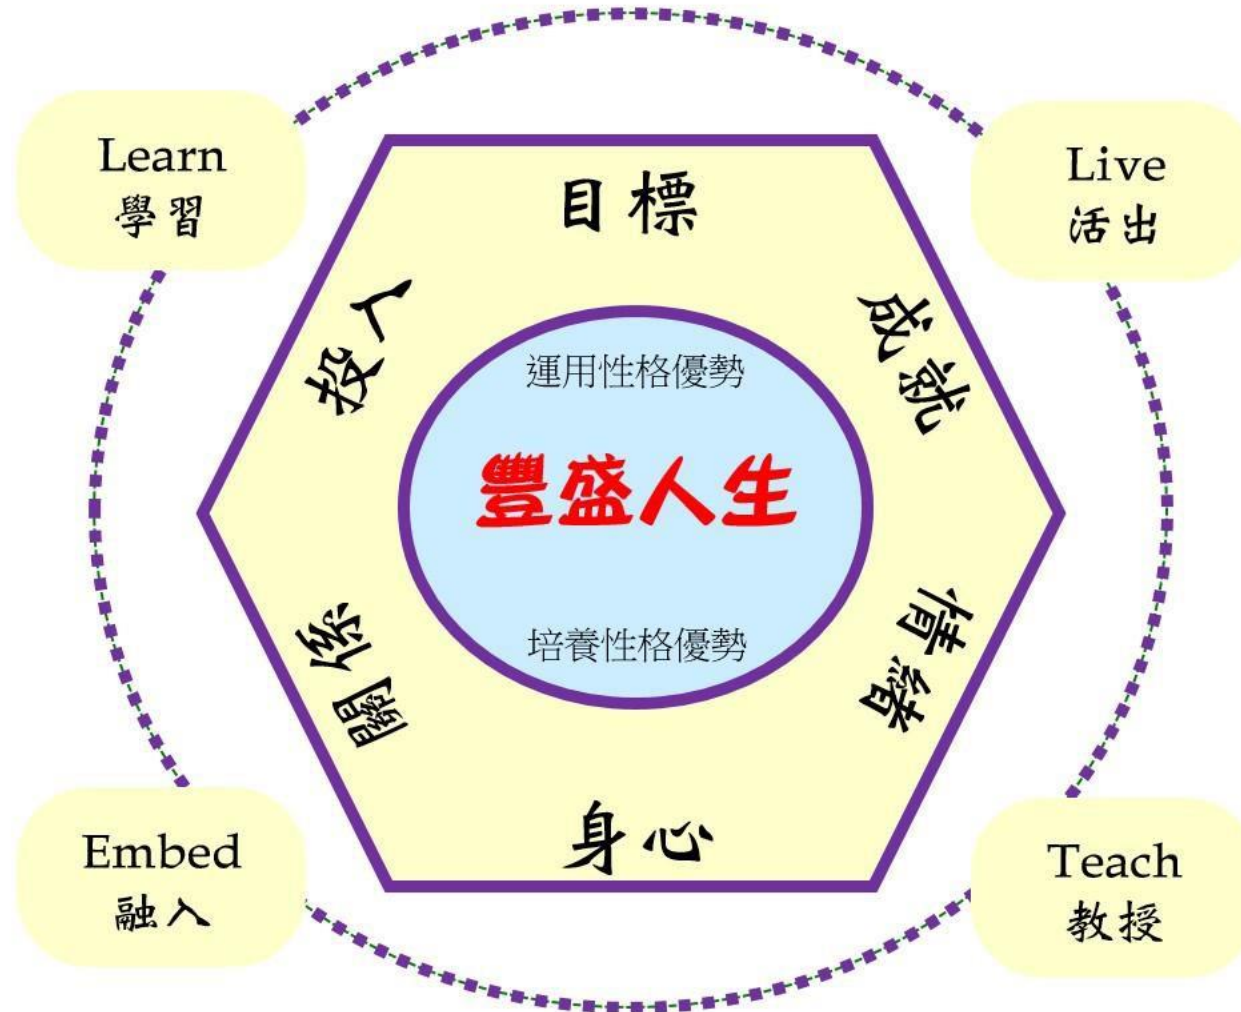 Learn
學習
Live
活出
目標
投入
成就
運用性格優勢
豐盛人生
培養性格優勢
關係
情緒
身心
Embed
融入
Teach
教授